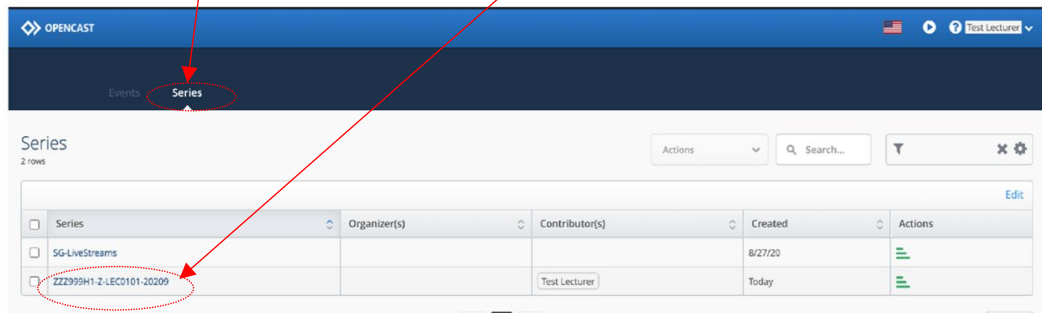 OPENCAST Test Lecturer
Events Series
Series
2 rows
Actions Search...
Edit
Series Organizer(s) Contributor(s) Created Actions
SG-LiveStreams 8/27/20
ZZZ999H1-Z-LEC0101-20209 Test Lecturer Today